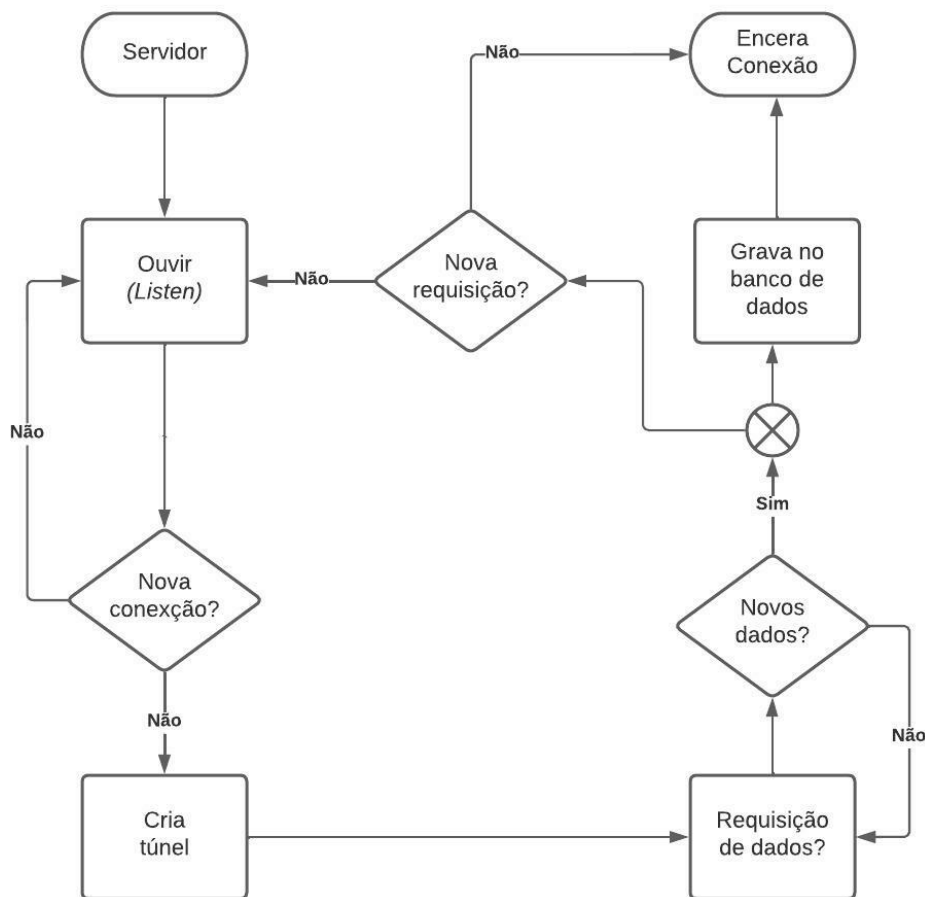 Servidor
Não
Encera
Conexão
Ouvir
(Listen)
Não
Nova
requisição?
Grava no
banco de
dados
Não
Sim
Nova
conexção?
Novos
dados?
Não
Não
Cria
túnel
Requisição
de dados?